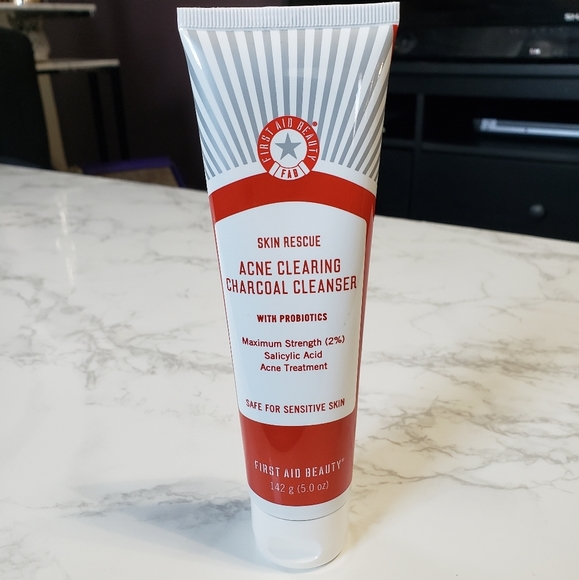 FIRST AID BEAUTY®
FAB
SKIN RESCUE
ACNE CLEARING
CHARCOAL CLEANSER
WITH PROBIOTICS
Maximum Strength (2%)
Salicylic Acid
Acne Treatment
SAFE FOR SENSITIVE SKIN
FIRST AID BEAUTY®
142 g (5.0 oz)